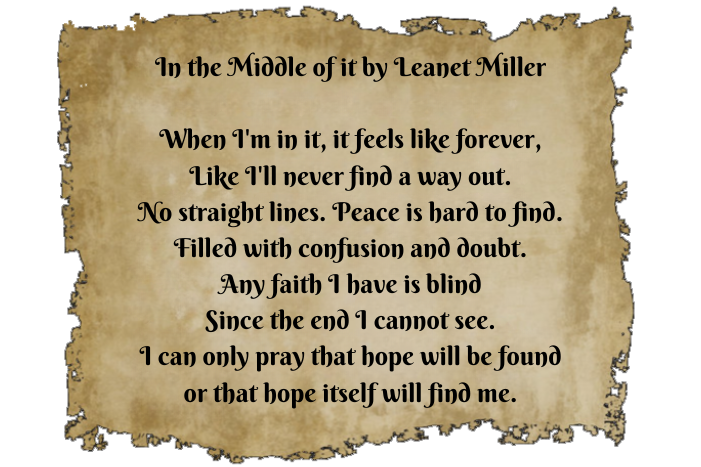 In the Middle of it by Leanet Miller
When I'm in it, it feels like forever,
Like I'll never find a way out.
No straight lines. Peace is hard to find.
Filled with confusion and doubt.
Any faith I have is blind
Since the end I cannot see.
I can only pray that hope will be found
or that hope itself will find me.